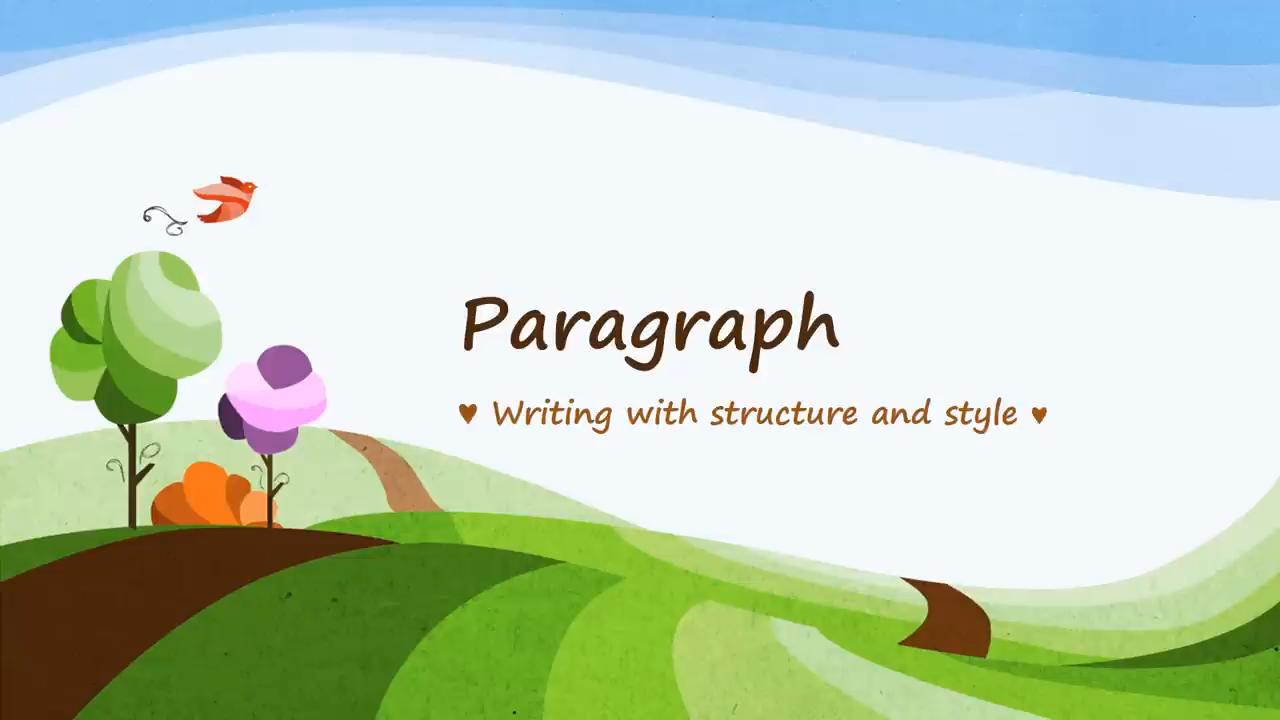 Paragraph
♥ Writing with structure and style ♥